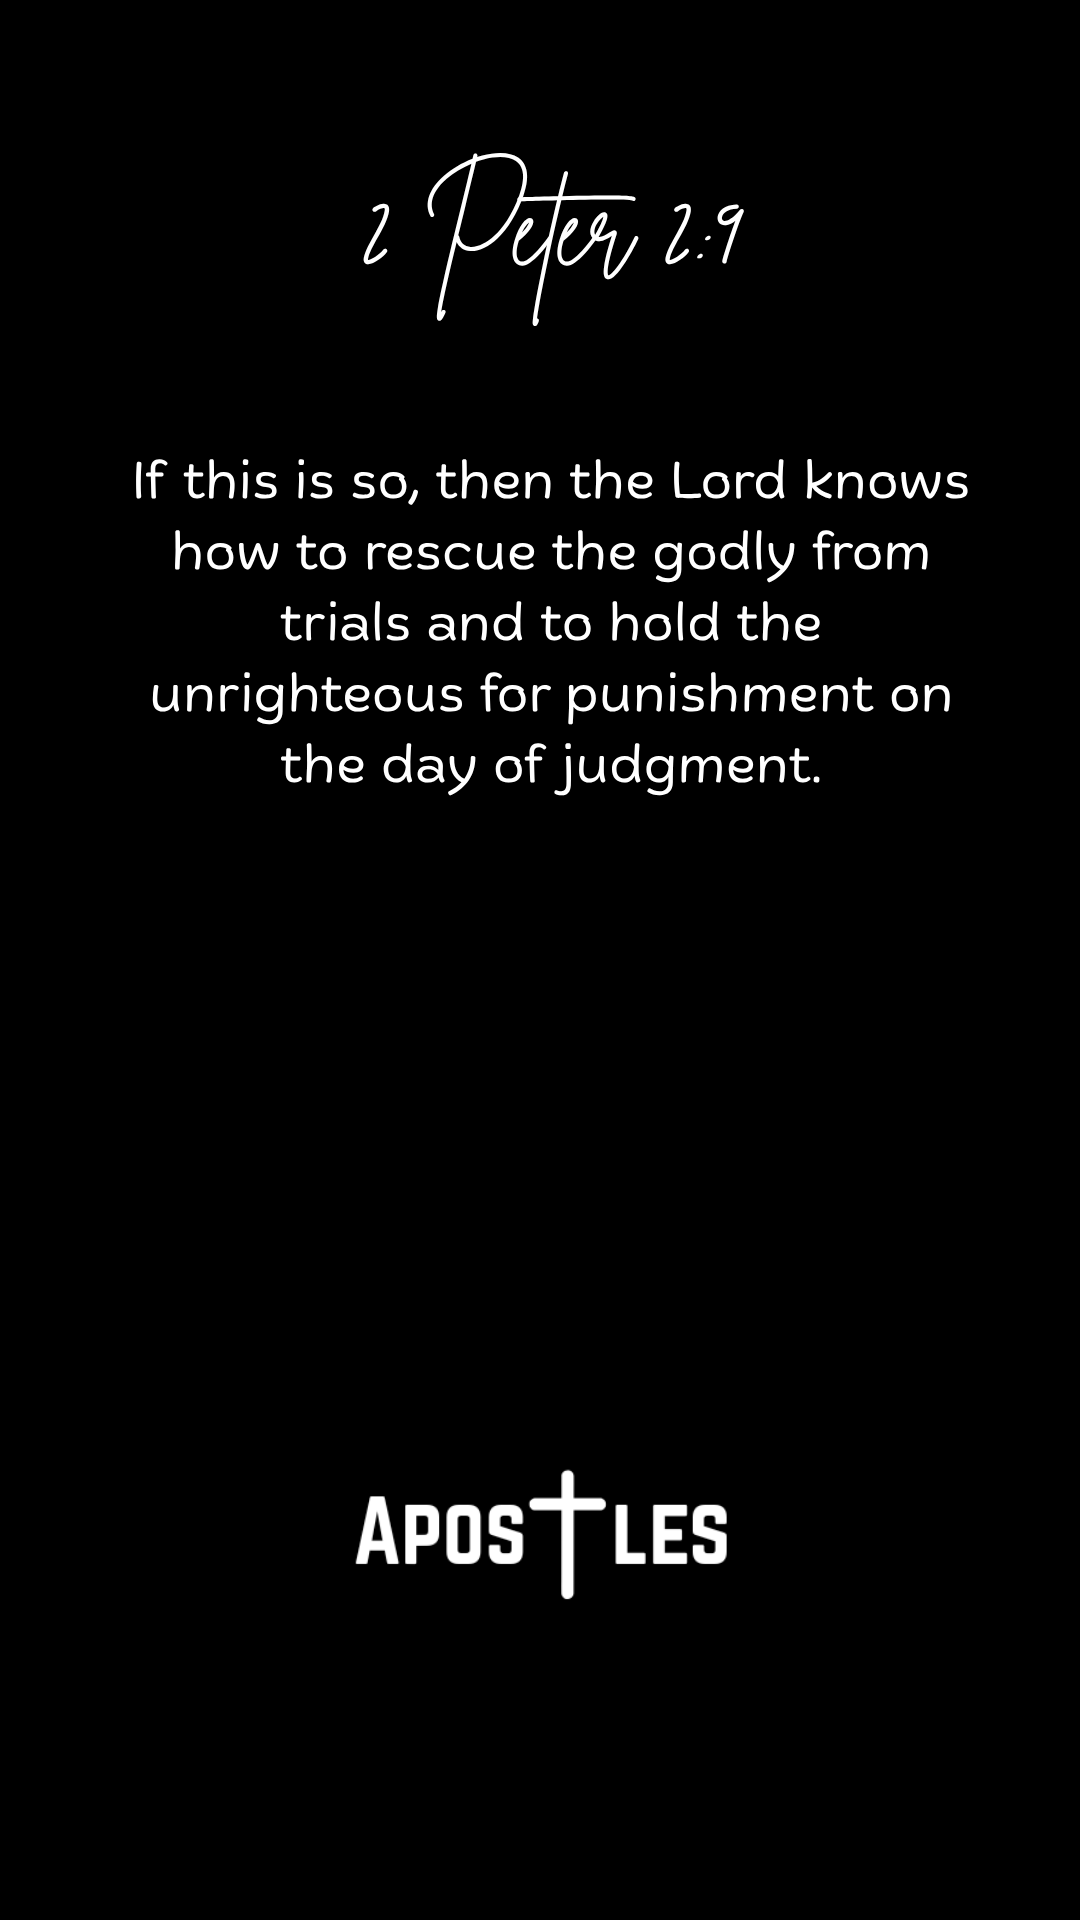 2 Peter 2:9
If this is so, then the Lord knows
how to rescue the godly from
trials and to hold the
unrighteous for punishment on
the day of judgment.
Apostles